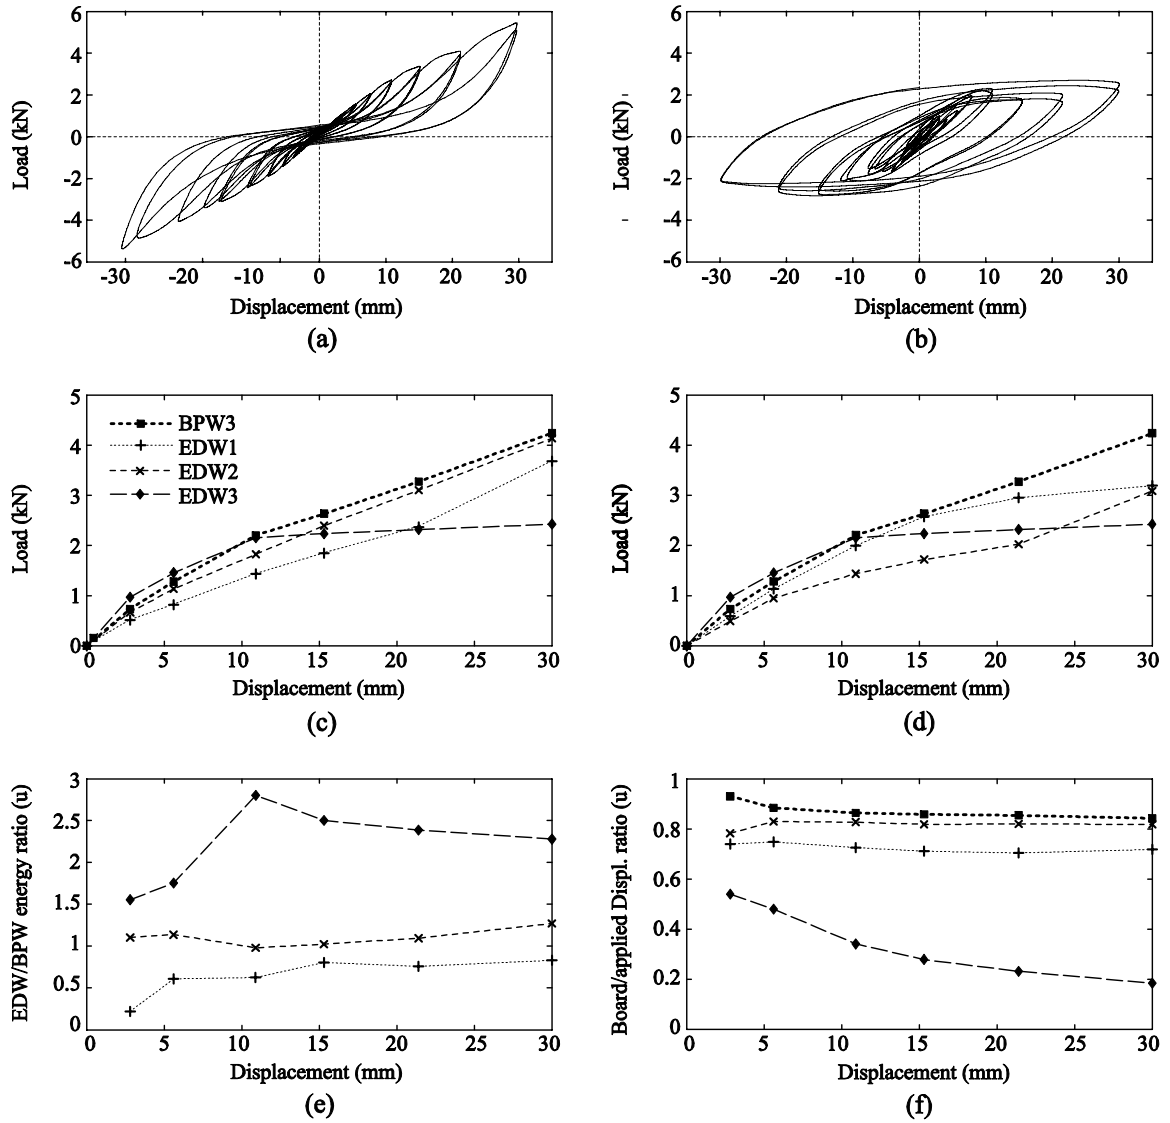 6
4
2
0
-2
-4
-6
Load (kN)
-30 -20 -10 0 10 20 30
Displacement (mm)
(a)
6
4
2
0
-2
-4
-6
Load (kN)
-30 -20 -10 0 10 20 30
Displacement (mm)
(b)
5
4
3
2
1
0
Load (kN)
BPW3
EDW1
EDW2
EDW3
0 5 10 15 20 25 30
Displacement (mm)
(c)
5
4
3
2
1
0
Load (kN)
0 5 10 15 20 25 30
Displacement (mm)
(d)
3
2.5
2
1.5
1
0.5
0
EDW/BPW energy ratio (u)
0 5 10 15 20 25 30
Displacement (mm)
(e)
1
0.8
0.6
0.4
0.2
0
Board/applied Displ. ratio (u)
0 5 10 15 20 25 30
Displacement (mm)
(f)